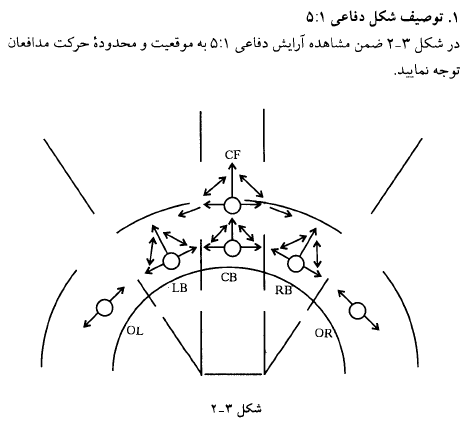 ۱. توصیف شکل دفاعی ۵:۱
در شکل ۳-۲ ضمن مشاهده آرایش دفاعی ۵:۱ به موقعیت و محدودۀ حرکت مدافعان
توجه نمایید.
CF
LB
CB
RB
OL
OR
شکل ۳-۲